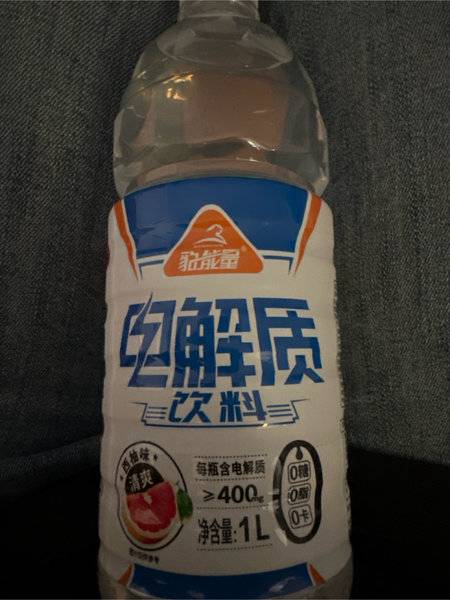 能量®
电解质
饮料
西柚味
清爽
每瓶含电解质
≥400mg
净含量:1L
0糖
0脂
0卡